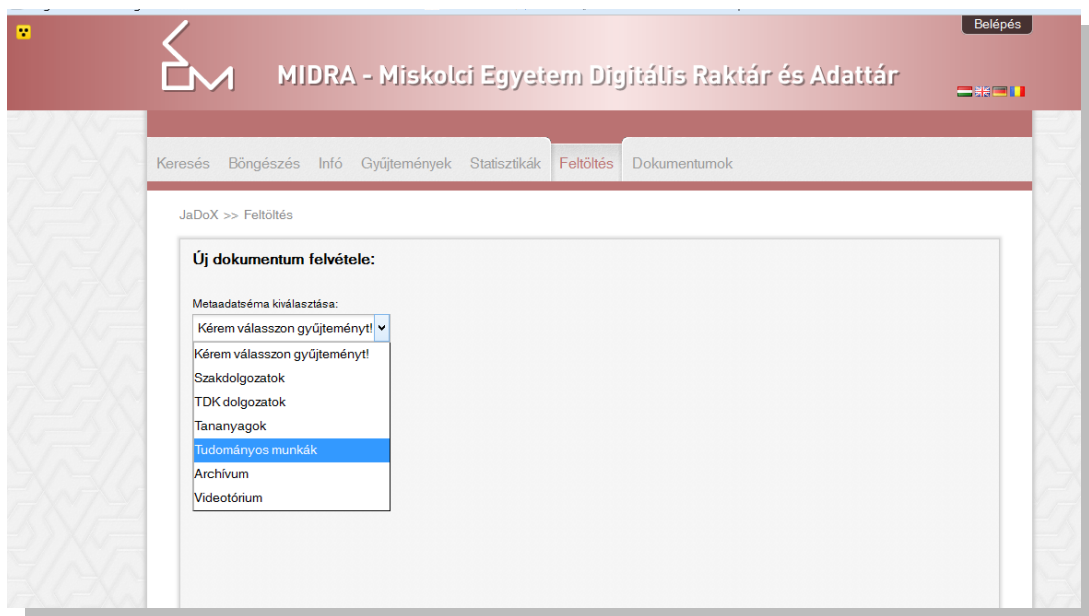 Belépés
MIDRA - Miskolci Egyetem Digitális Raktár és Adattár
Keresés Böngészés Infó Gyűjtemények Statisztikák Feltöltés Dokumentumok
JaDoX >> Feltöltés
Új dokumentum felvétele:
Metaadatséma kiválasztása:
Kérem válasszon gyűjteményt!
Kérem válasszon gyűjteményt!
Szakdolgozatok
TDK dolgozatok
Tananyagok
Tudományos munkák
Archívum
Videotórium